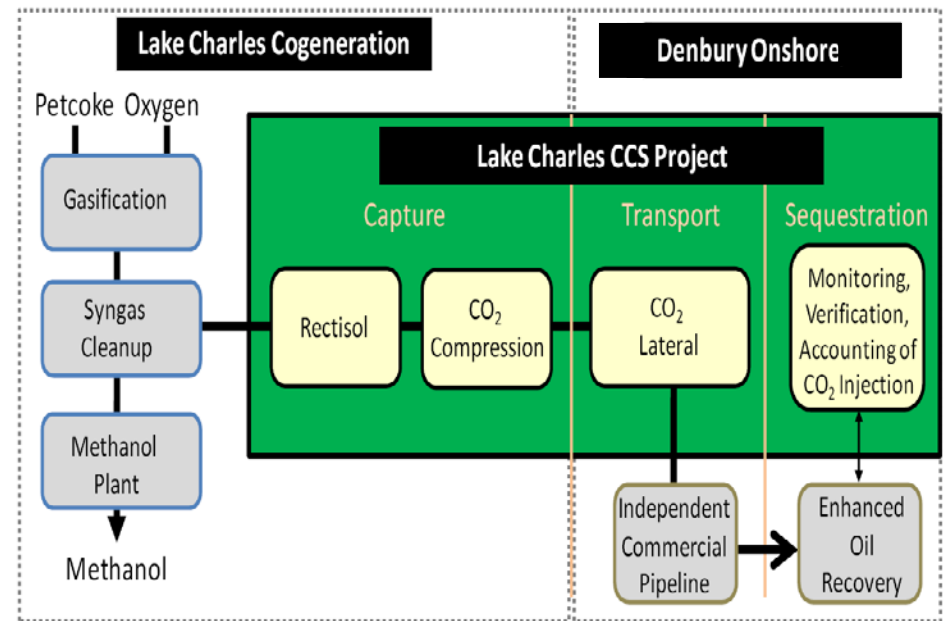 Lake Charles Cogeneration
Denbury Onshore
Petcoke Oxygen
Gasification
Syngas
Cleanup
Methanol
Plant
Methanol
Lake Charles CCS Project
Capture
Transport
Sequestration
Rectisol
CO₂
Compression
CO₂
Lateral
Monitoring,
Verification,
Accounting of
CO₂ Injection
Independent
Commercial
Pipeline
Enhanced
Oil
Recovery